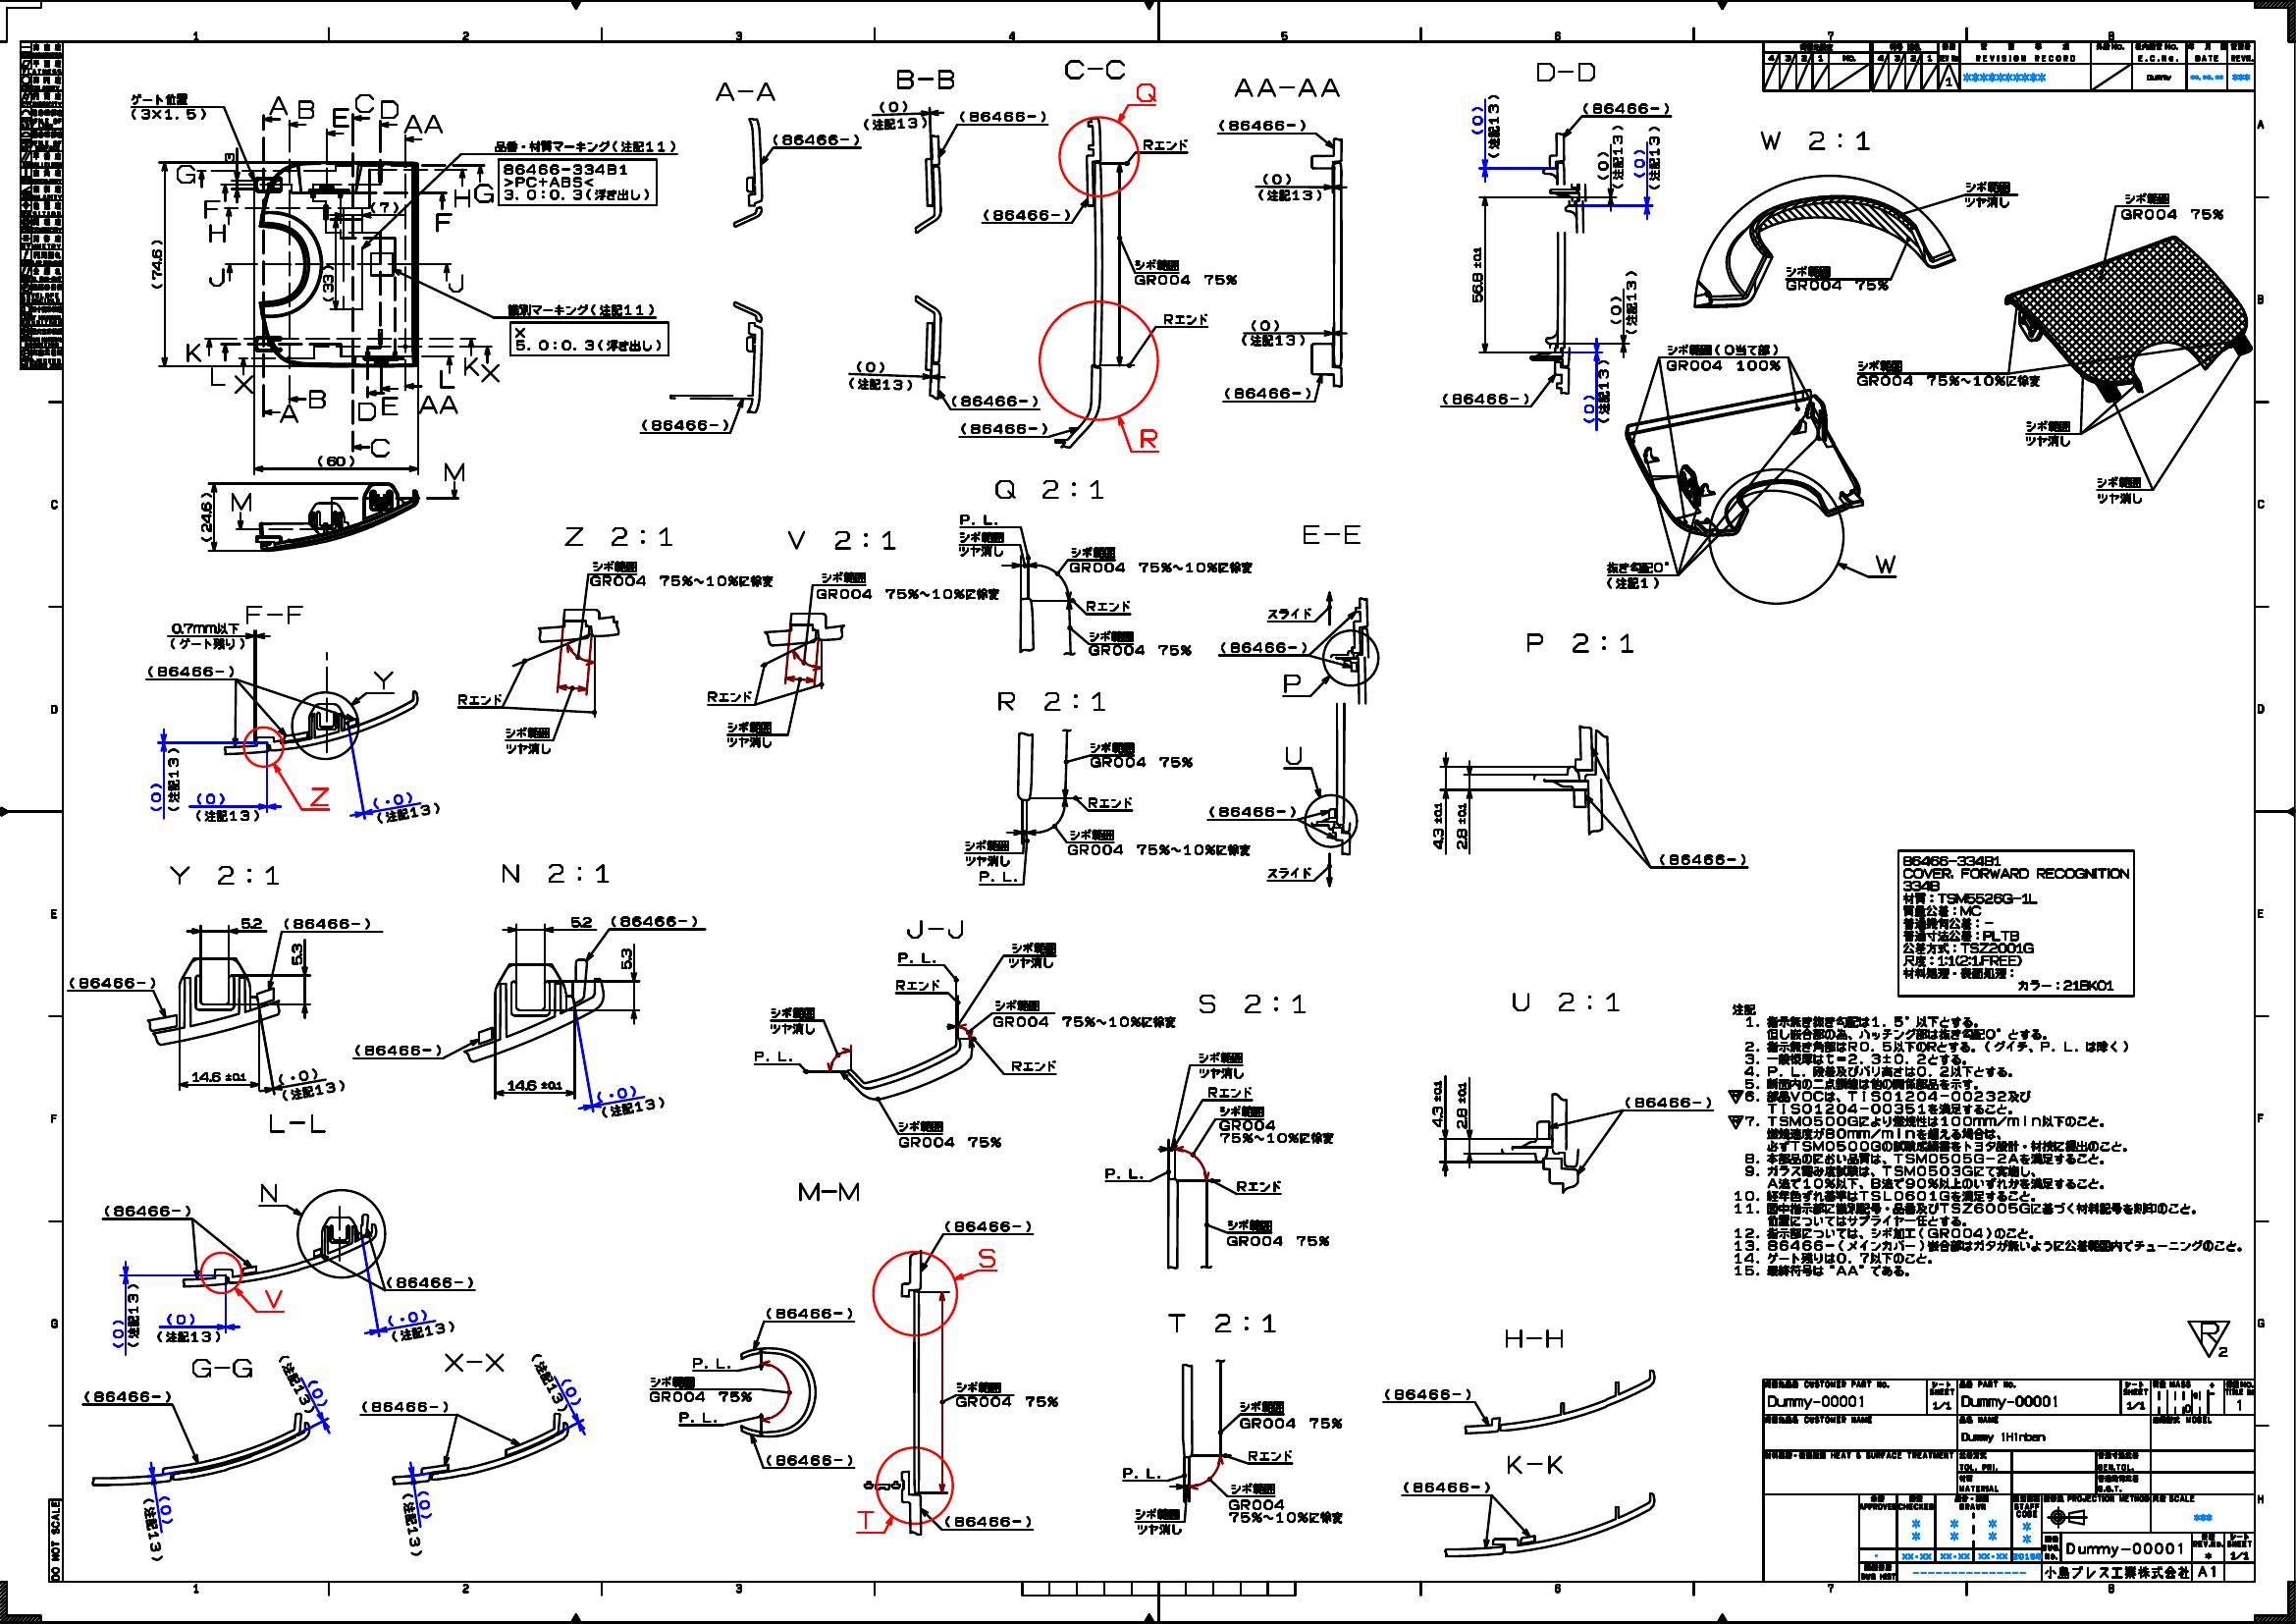 REVISION RECORD
E.C.No.
DATE
REVW.
Dummy
**********
ゲート位置
(3X1.5)
品番・材質マーキング(注記11)
86466-334B1
>PC+ABS<
3.0:0.3(浮き出し)
識別マーキング(注記11)
X
5.0:0.3(浮き出し)
(74.6)
(33)
(7)
3
(60)
(24.6)
A-A
(86466-)
(86466-)
B-B
(0)
(注記13)
(86466-)
(0)
(注記13)
(86466-)
C-C
Q
Rエンド
(86466-)
シボ範囲
GR004 75%
Rエンド
(86466-)
R
AA-AA
(86466-)
(0)
(注記13)
(0)
(注記13)
(86466-)
D-D
(86466-)
(0)
(注記13)
(0)
(注記13)
(0)
(注記13)
56.8 ±0.1
(0)
(注記13)
(0)
(注記13)
(86466-)
W 2:1
シボ範囲
ツヤ消し
シボ範囲
GR004 75%
シボ範囲
GR004 75%
シボ範囲
GR004 75%~10%に徐変
シボ範囲
ツヤ消し
シボ範囲
ツヤ消し
GR004 100%
抜き勾配0°
(注記1)
W
F-F
0.7mm以下
(ゲート残り)
(86466-)
Y
(0)
(注記13)
(0)
(注記13)
Z
(・0)
(注記13)
Z 2:1
シボ範囲
GR004 75%~10%に徐変
Rエンド
シボ範囲
ツヤ消し
V 2:1
シボ範囲
GR004 75%~10%に徐変
Rエンド
シボ範囲
ツヤ消し
Q 2:1
P.L.
シボ範囲
ツヤ消し
シボ範囲
GR004 75%~10%に徐変
Rエンド
シボ範囲
GR004 75%
R 2:1
シボ範囲
GR004 75%
Rエンド
シボ範囲
GR004 75%~10%に徐変
シボ範囲
ツヤ消し
P.L.
E-E
スライド
(86466-)
P
U
(86466-)
スライド
P 2:1
4.3 ±0.1
2.8 ±0.1
(86466-)
Y 2:1
5.2
(86466-)
5.3
(86466-)
14.6 ±0.1
(・0)
(注記13)
N 2:1
5.2
(86466-)
5.3
(86466-)
14.6 ±0.1
(・0)
(注記13)
J-J
P.L.
シボ範囲
ツヤ消し
Rエンド
シボ範囲
GR004 75%~10%に徐変
シボ範囲
ツヤ消し
P.L.
Rエンド
シボ範囲
GR004 75%
S 2:1
シボ範囲
ツヤ消し
Rエンド
シボ範囲
GR004
75%~10%に徐変
P.L.
Rエンド
シボ範囲
GR004 75%
U 2:1
4.3 ±0.1
2.8 ±0.1
(86466-)
L-L
N
(86466-)
(86466-)
(0)
(注記13)
(0)
(注記13)
V
(・0)
(注記13)
G-G
(86466-)
(注記13)
(0)
(0)
(注記13)
X-X
(86466-)
(注記13)
(0)
(0)
(注記13)
M-M
(86466-)
S
(86466-)
P.L.
シボ範囲
GR004 75%
P.L.
(86466-)
シボ範囲
GR004 75%
(86466-)
T
T 2:1
シボ範囲
GR004 75%
Rエンド
P.L.
シボ範囲
GR004
75%~10%に徐変
シボ範囲
ツヤ消し
H-H
(86466-)
K-K
(86466-)
86466-334B1
COVER, FORWARD RECOGNITION
334B
材質:TSM5526G-1L
質量公差:MC
普通幾何公差:-
普通寸法公差:PLTB
公差方式:TSZ2001G
尺度:1:1(2:1,FREE)
材料処理・表面処理:
カラー:21BK01
注記
1. 指示無き抜き勾配は1.5°以下とする。
但し嵌合部の為、ハッチング部は抜き勾配0°とする。
2. 指示無き角部はR0.5以下のRとする。(グイチ、P.L.は除く)
3. 一般板厚はt=2.3±0.2とする。
4. P.L.段差及びバリ高さは0.2以下とする。
5. 断面内の二点鎖線は他の関係部品を示す。
6. 部品VOCは、TIS01204-00232及び
TIS01204-00351を満足すること。
7. TSM0500Gにより燃焼性は100mm/min以下のこと。
燃焼速度が80mm/minを超える場合は、
必ずTSM0500Gの試験成績書をトヨタ設計・材技に提出のこと。
8. 本部品のにおい品質は、TSM0505G-2Aを満足すること。
9. ガラス霞み度試験は、TSM0503Gにて実施し、
A法で10%以下、B法で90%以上のいずれかを満足すること。
10. 経年色ずれ基準はTSL0601Gを満足すること。
11. 図中指示部に識別記号・品番及びTSZ6005Gに基づく材料記号を刻印のこと。
位置についてはサプライヤー任とする。
12. 指示部については、シボ加工(GR004)のこと。
13. 86466-(メインカバー)嵌合部はガタが無いように公差範囲内でチューニングのこと。
14. ゲート残りは0.7以下のこと。
15. 最終符号は"AA"である。
R
2
CUSTOMER PART NO.
Dummy-00001
SHEET
1/1
PART NO.
Dummy-00001
SHEET
1/1
MASS
1
CUSTOMER NAME
NAME
Dummy 1Hinban
MODEL
HEAT & SURFACE TREATMENT
TOL. PRI.
GEN.TOL.
MATERIAL
G.G.T.
APPROVED
CHECKED
DRAWN
STAFF CODE
PROJECTION METHOD
SCALE
***
Dummy-00001
SHEET
1/1
小島プレス工業株式会社
A1
DO NOT SCALE